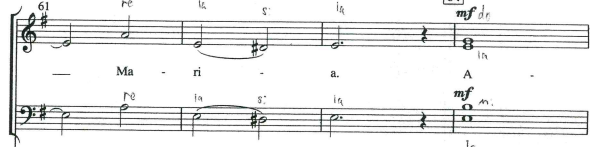 61 re la si la mf do
la
Ma - ri - a. A -
mf
re la si la mi
la